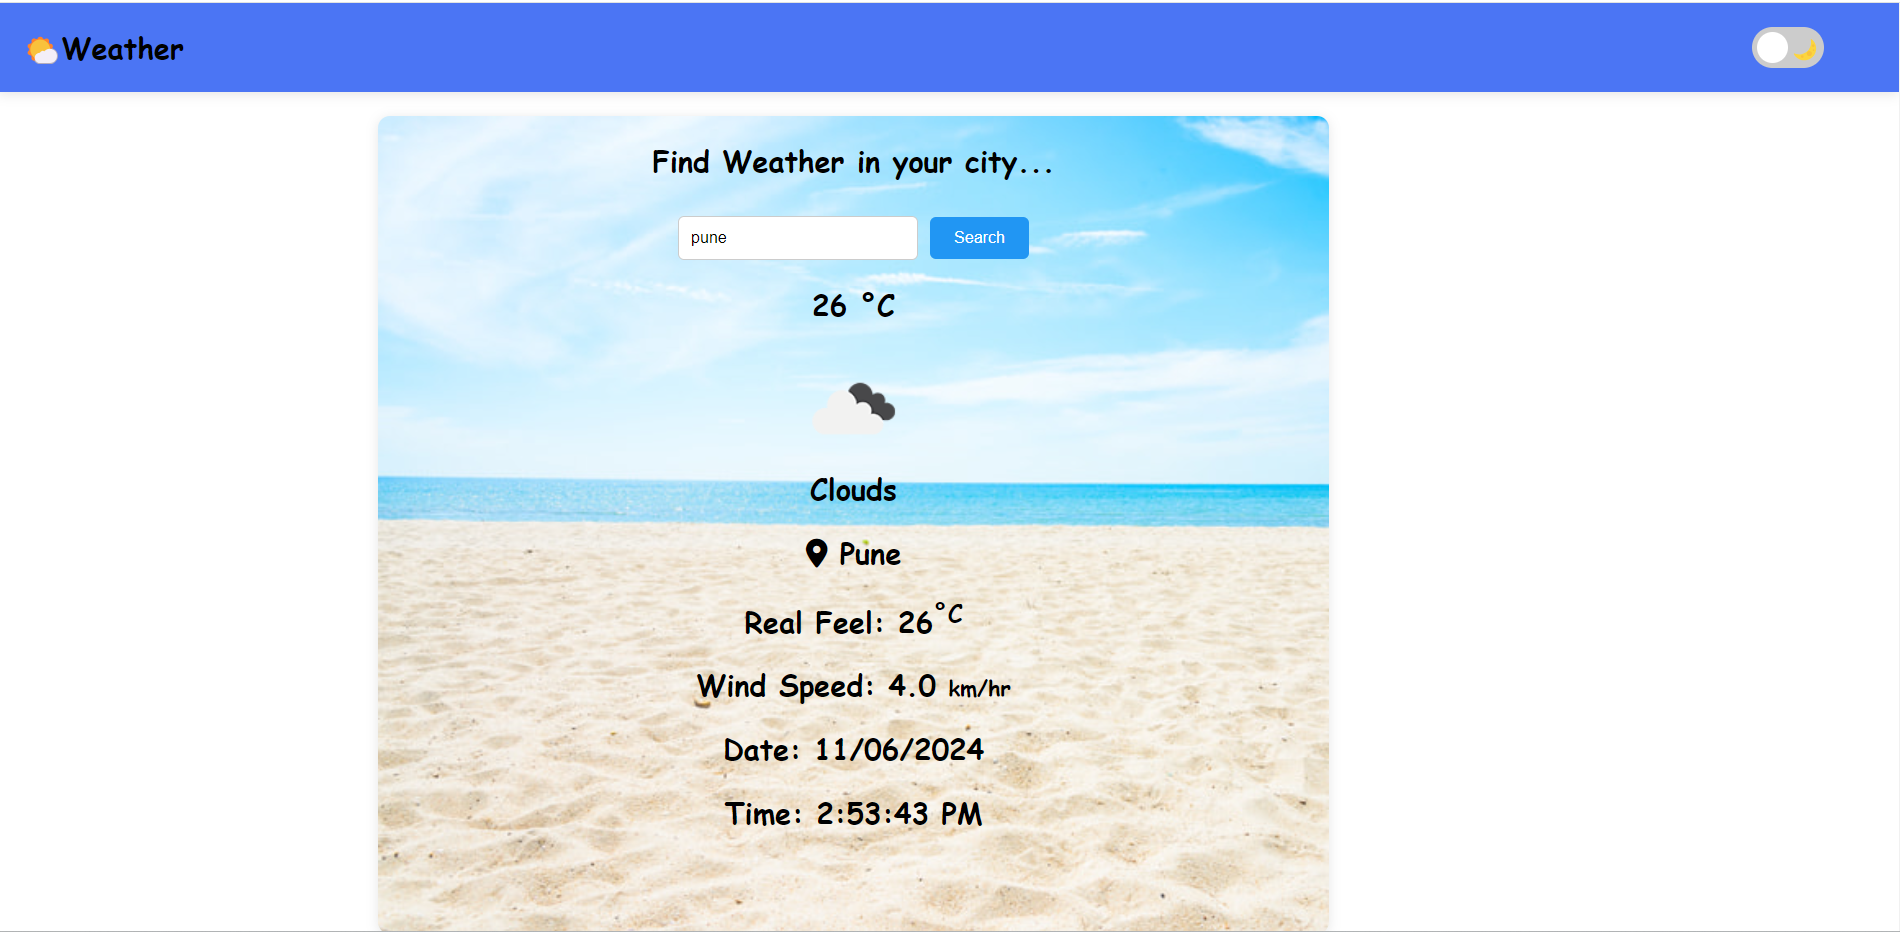 Weather
Find Weather in your city...
pune
Search
26 °C
Clouds
Pune
Real Feel: 26°C
Wind Speed: 4.0 km/hr
Date: 11/06/2024
Time: 2:53:43 PM